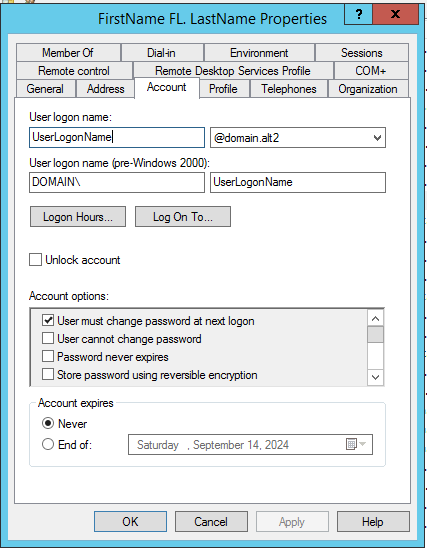 FirstName FL. LastName Properties
? x
Member Of Dial-in Environment Sessions
Remote control Remote Desktop Services Profile COM+
General Address Account Profile Telephones Organization
User logon name:
UserLogonName @domain.alt2
User logon name (pre-Windows 2000):
DOMAIN\ UserLogonName
Logon Hours... Log On To...
Unlock account
Account options:
User must change password at next logon
User cannot change password
Password never expires
Store password using reversible encryption
Account expires
Never
End of: Saturday , September 14, 2024
OK Cancel Apply Help